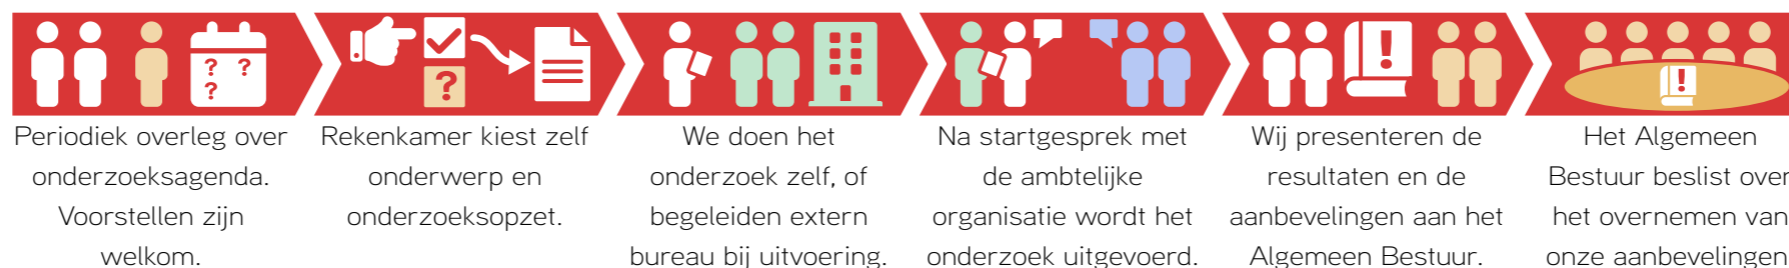 Periodiek overleg over
onderzoeksagenda.
Voorstellen zijn
welkom.
Rekenkamer kiest zelf
onderwerp en
onderzoeksopzet.
We doen het
onderzoek zelf, of
begeleiden extern
bureau bij uitvoering.
Na startgesprek met
de ambtelijke
organisatie wordt het
onderzoek uitgevoerd.
Wij presenteren de
resultaten en de
aanbevelingen aan het
Algemeen Bestuur.
Het Algemeen
Bestuur beslist over
het overnemen van
onze aanbevelingen